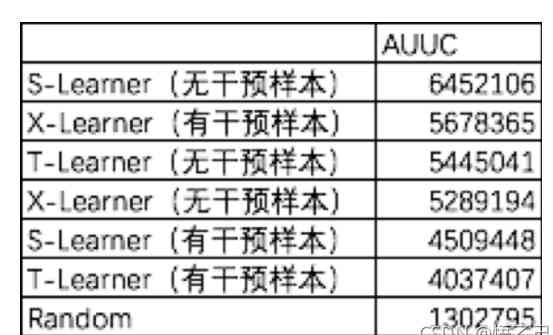 AUUC
S-Learner（无干预样本） 6452106
X-Learner（有干预样本） 5678365
T-Learner（无干预样本） 5445041
X-Learner（无干预样本） 5289194
S-Learner（有干预样本） 4509448
T-Learner（有干预样本） 4037407
Random 1302795